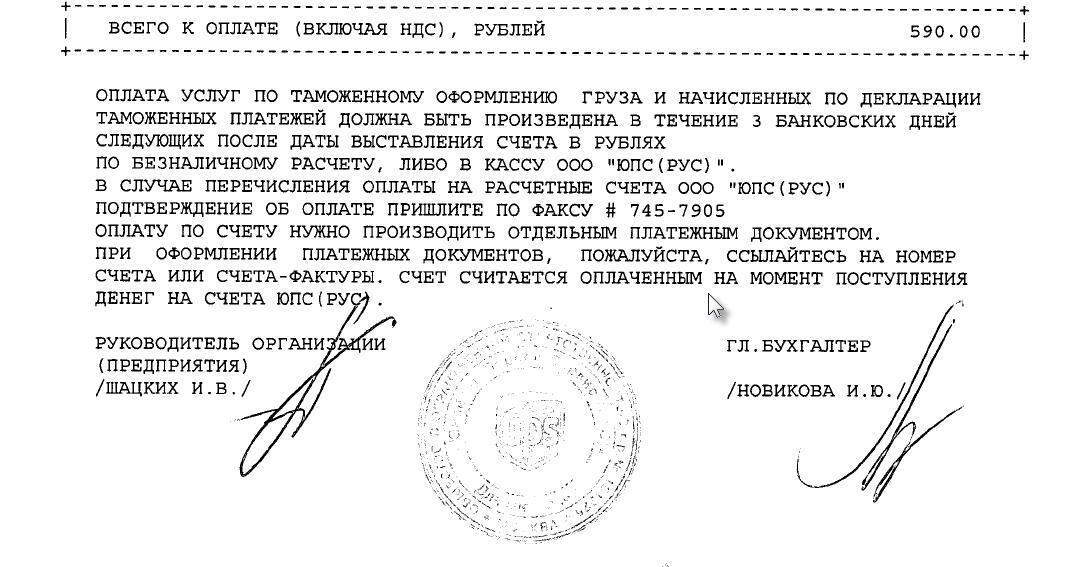 ВСЕГО К ОПЛАТЕ (ВКЛЮЧАЯ НДС), РУБЛЕЙ 590.00
ОПЛАТА УСЛУГ ПО ТАМОЖЕННОМУ ОФОРМЛЕНИЮ ГРУЗА И НАЧИСЛЕННЫХ ПО ДЕКЛАРАЦИИ
ТАМОЖЕННЫХ ПЛАТЕЖЕЙ ДОЛЖНА БЫТЬ ПРОИЗВЕДЕНА В ТЕЧЕНИЕ 3 БАНКОВСКИХ ДНЕЙ
СЛЕДУЮЩИХ ПОСЛЕ ДАТЫ ВЫСТАВЛЕНИЯ СЧЕТА В РУБЛЯХ
ПО БЕЗНАЛИЧНОМУ РАСЧЕТУ, ЛИБО В КАССУ ООО "ЮПС(РУС)".
В СЛУЧАЕ ПЕРЕЧИСЛЕНИЯ ОПЛАТЫ НА РАСЧЕТНЫЕ СЧЕТА ООО "ЮПС(РУС)"
ПОДТВЕРЖДЕНИЕ ОБ ОПЛАТЕ ПРИШЛИТЕ ПО ФАКСУ # 745-7905
ОПЛАТУ ПО СЧЕТУ НУЖНО ПРОИЗВОДИТЬ ОТДЕЛЬНЫМ ПЛАТЕЖНЫМ ДОКУМЕНТОМ.
ПРИ ОФОРМЛЕНИИ ПЛАТЕЖНЫХ ДОКУМЕНТОВ, ПОЖАЛУЙСТА, ССЫЛАЙТЕСЬ НА НОМЕР
СЧЕТА ИЛИ СЧЕТА-ФАКТУРЫ. СЧЕТ СЧИТАЕТСЯ ОПЛАЧЕННЫМ НА МОМЕНТ ПОСТУПЛЕНИЯ
ДЕНЕГ НА СЧЕТА ЮПС(РУС).
РУКОВОДИТЕЛЬ ОРГАНИЗАЦИИ ГЛ.БУХГАЛТЕР
(ПРЕДПРИЯТИЯ)
/ШАЦКИХ И.В./ /НОВИКОВА И.Ю./
ups